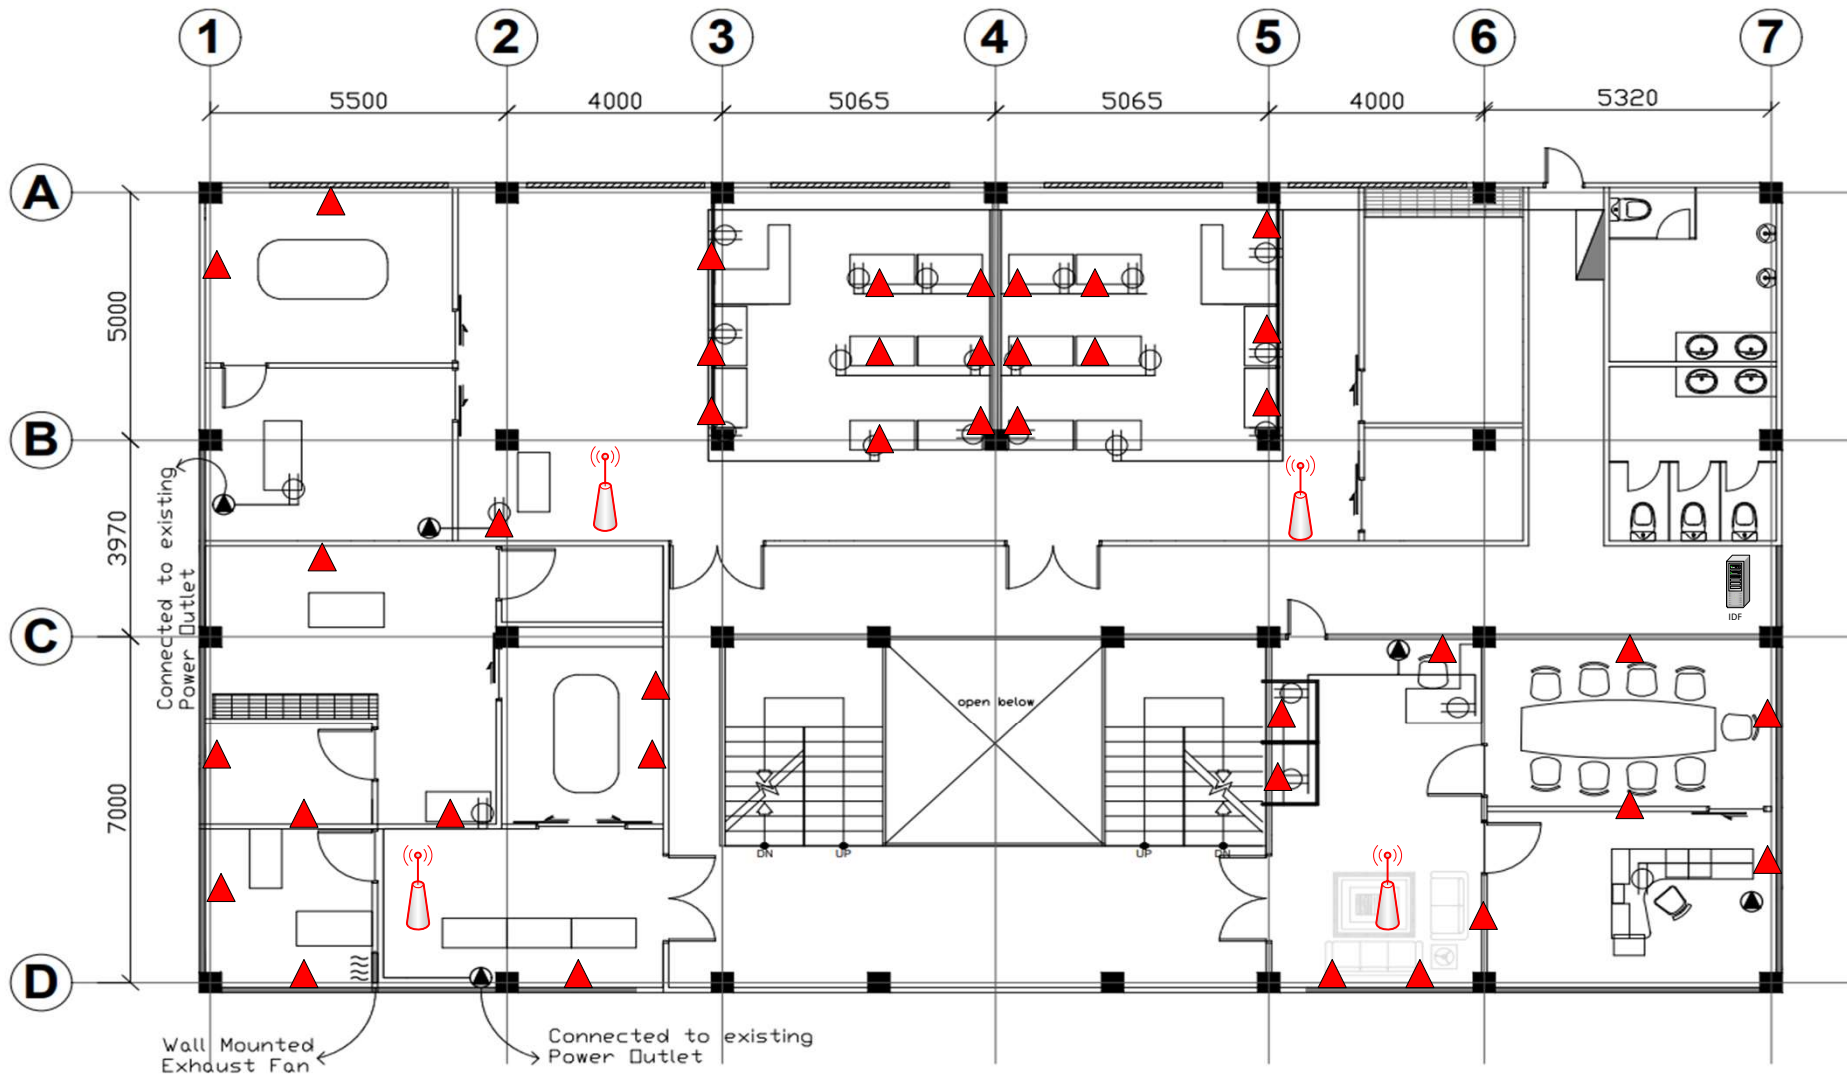 1 2 3 4 5 6 7
5500 4000 5065 5065 4000 5320
A
5000
B
3970
Connected to existing
Power Outlet
IDF
C
open below
7000
DN UP UP DN
D
Wall Mounted
Exhaust Fan
Connected to existing
Power Outlet